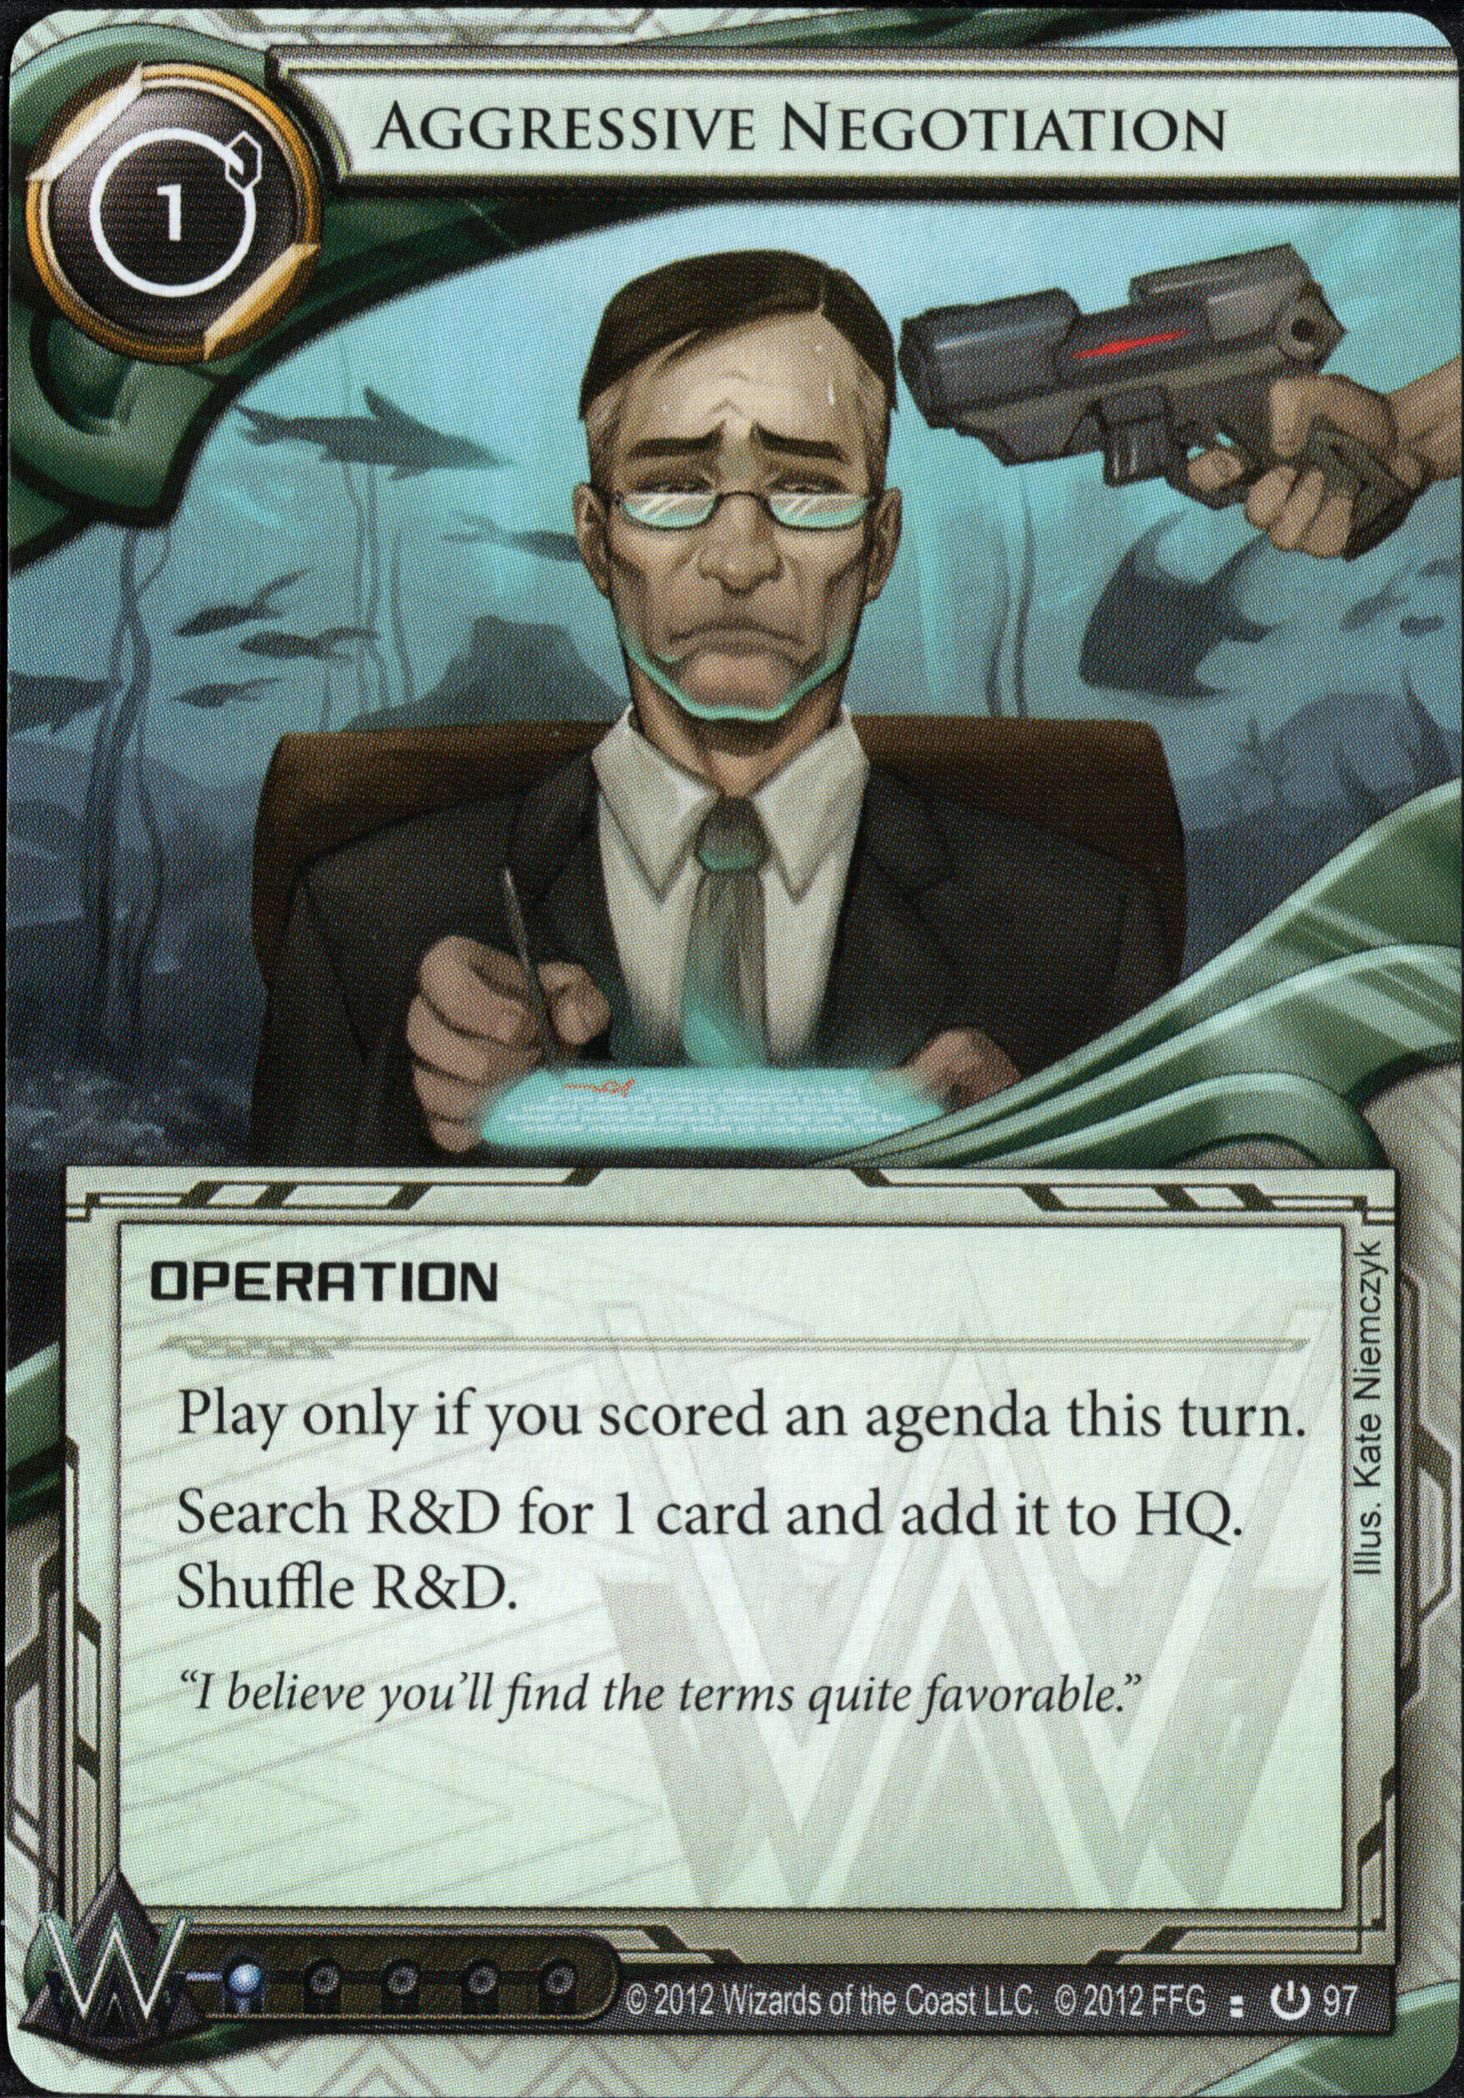 1
AGGRESSIVE NEGOTIATION
OPERATION
Play only if you scored an agenda this turn.
Search R&D for 1 card and add it to HQ.
Shuffle R&D.
“I believe you’ll find the terms quite favorable.”
Illus. Kate Niemczyk
W
© 2012 Wizards of the Coast LLC. © 2012 FFG 97